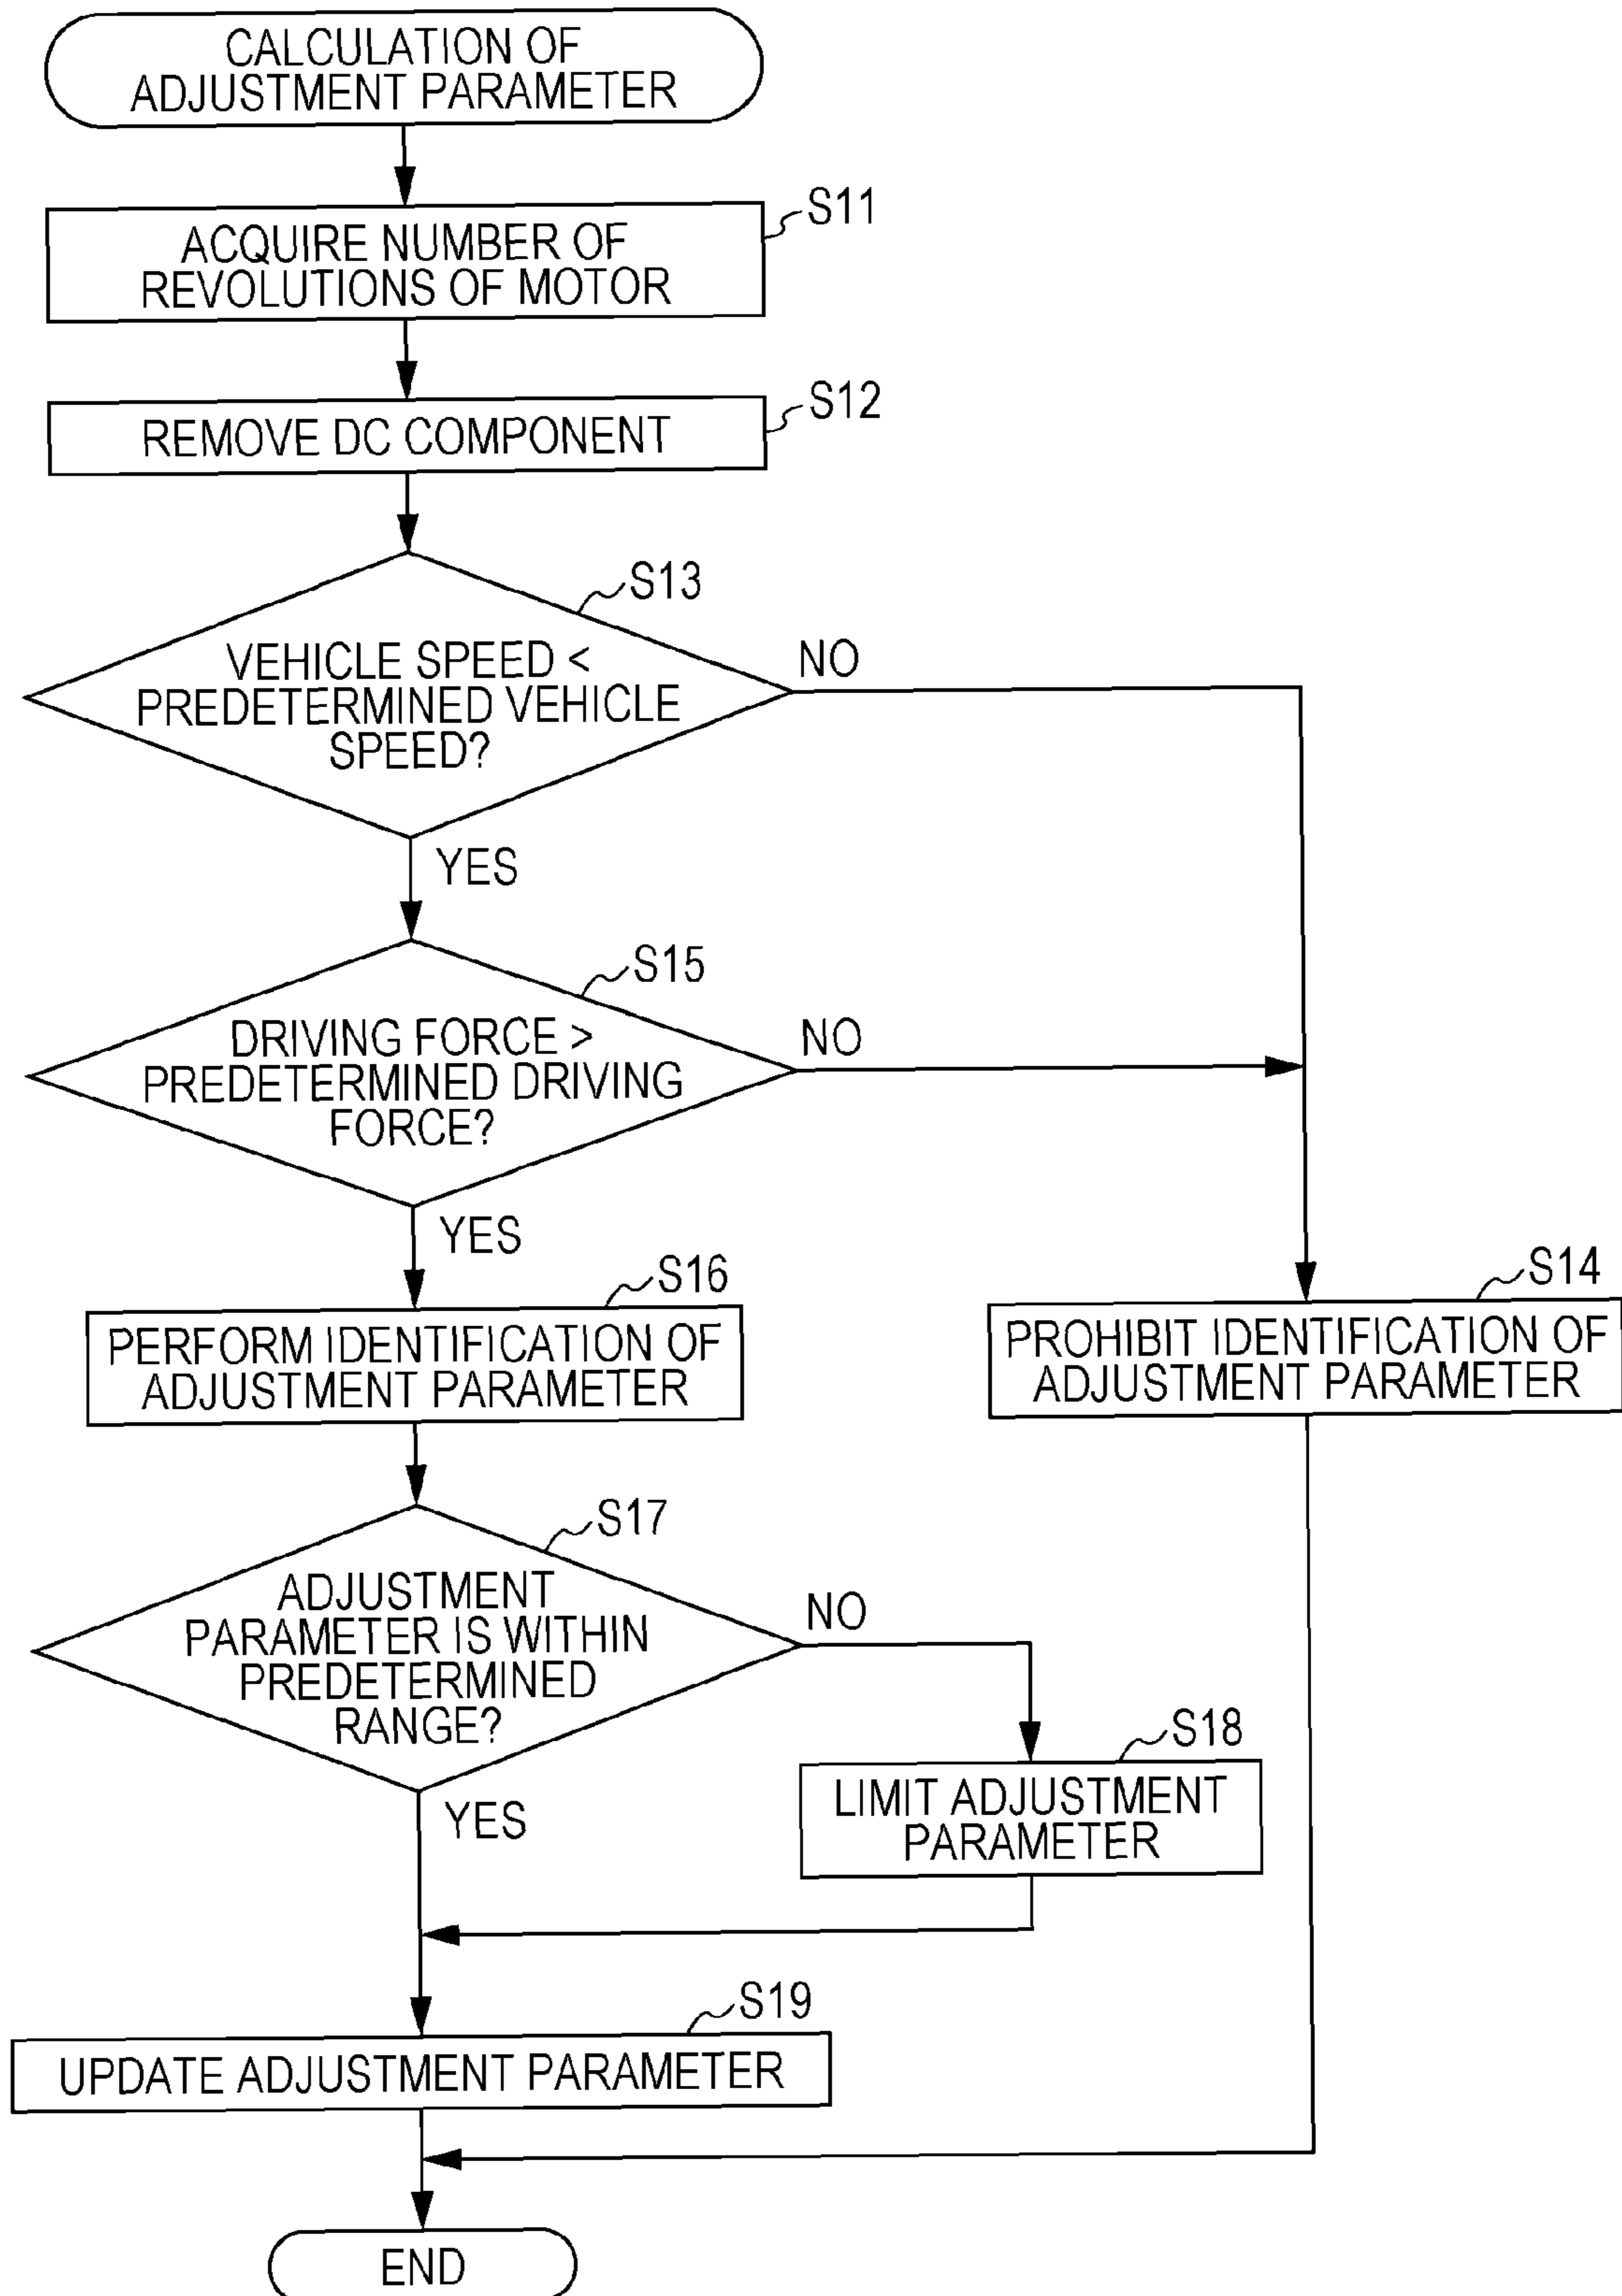 CALCULATION OF
ADJUSTMENT PARAMETER
S11
ACQUIRE NUMBER OF
REVOLUTIONS OF MOTOR
S12
REMOVE DC COMPONENT
S13
VEHICLE SPEED <
PREDETERMINED VEHICLE
SPEED?
NO
YES
S15
DRIVING FORCE >
PREDETERMINED DRIVING
FORCE?
NO
YES
S16
PERFORM IDENTIFICATION OF
ADJUSTMENT PARAMETER
S14
PROHIBIT IDENTIFICATION OF
ADJUSTMENT PARAMETER
S17
ADJUSTMENT
PARAMETER IS WITHIN
PREDETERMINED
RANGE?
NO
YES
S18
LIMIT ADJUSTMENT
PARAMETER
S19
UPDATE ADJUSTMENT PARAMETER
END